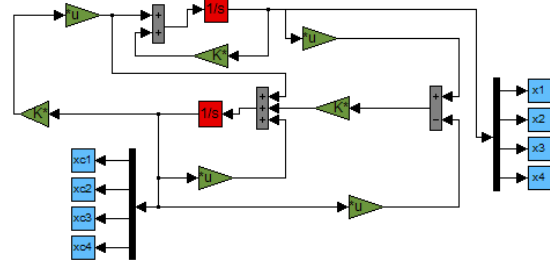 *u
+
+
1/s
K*
*u
x1
x2
x3
x4
K*
1/s
+
+
+
K*
+
−
*u
*u
xc1
xc2
xc3
xc4